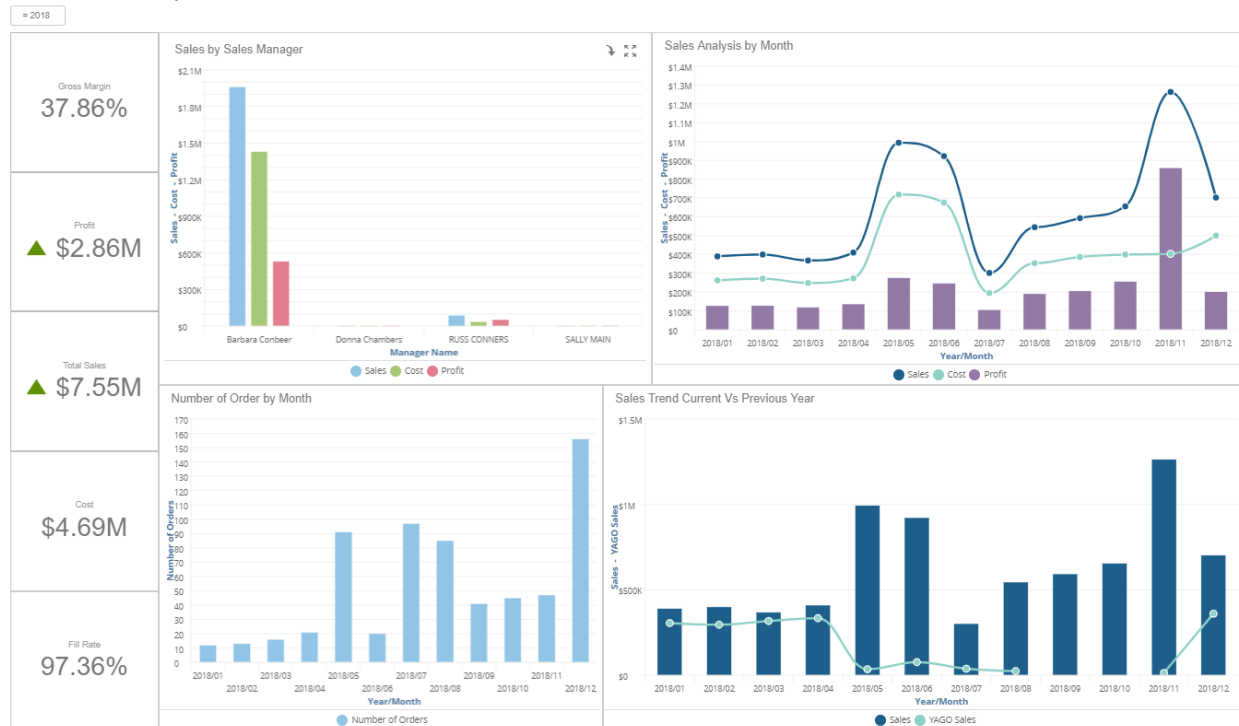 = 2018
Gross Margin
37.86%
Profit
$2.86M
Total Sales
$7.55M
Cost
$4.69M
Fill Rate
97.36%
Sales by Sales Manager
Sales - Cost - Profit
$2.1M
$1.8M
$1.5M
$1.2M
$900K
$600K
$300K
$0
Barbara Conbeer Donna Chambers RUSS CONNERS SALLY MAIN
Manager Name
Sales Cost Profit
Sales Analysis by Month
Sales - Cost - Profit
$1.4M
$1.3M
$1.2M
$1.1M
$1M
$900K
$800K
$700K
$600K
$500K
$400K
$300K
$200K
$100K
$0
2018/01 2018/02 2018/03 2018/04 2018/05 2018/06 2018/07 2018/08 2018/09 2018/10 2018/11 2018/12
Year/Month
Sales Cost Profit
Number of Order by Month
Number of Orders
170
160
150
140
130
120
110
100
90
80
70
60
50
40
30
20
10
0
2018/01 2018/03 2018/05 2018/07 2018/09 2018/11
2018/02 2018/04 2018/06 2018/08 2018/10 2018/12
Year/Month
Number of Orders
Sales Trend Current Vs Previous Year
Sales - YAGO Sales
$1.5M
$1M
$500K
$0
2018/01 2018/02 2018/03 2018/04 2018/05 2018/06 2018/07 2018/08 2018/09 2018/10 2018/11 2018/12
Year/Month
Sales YAGO Sales